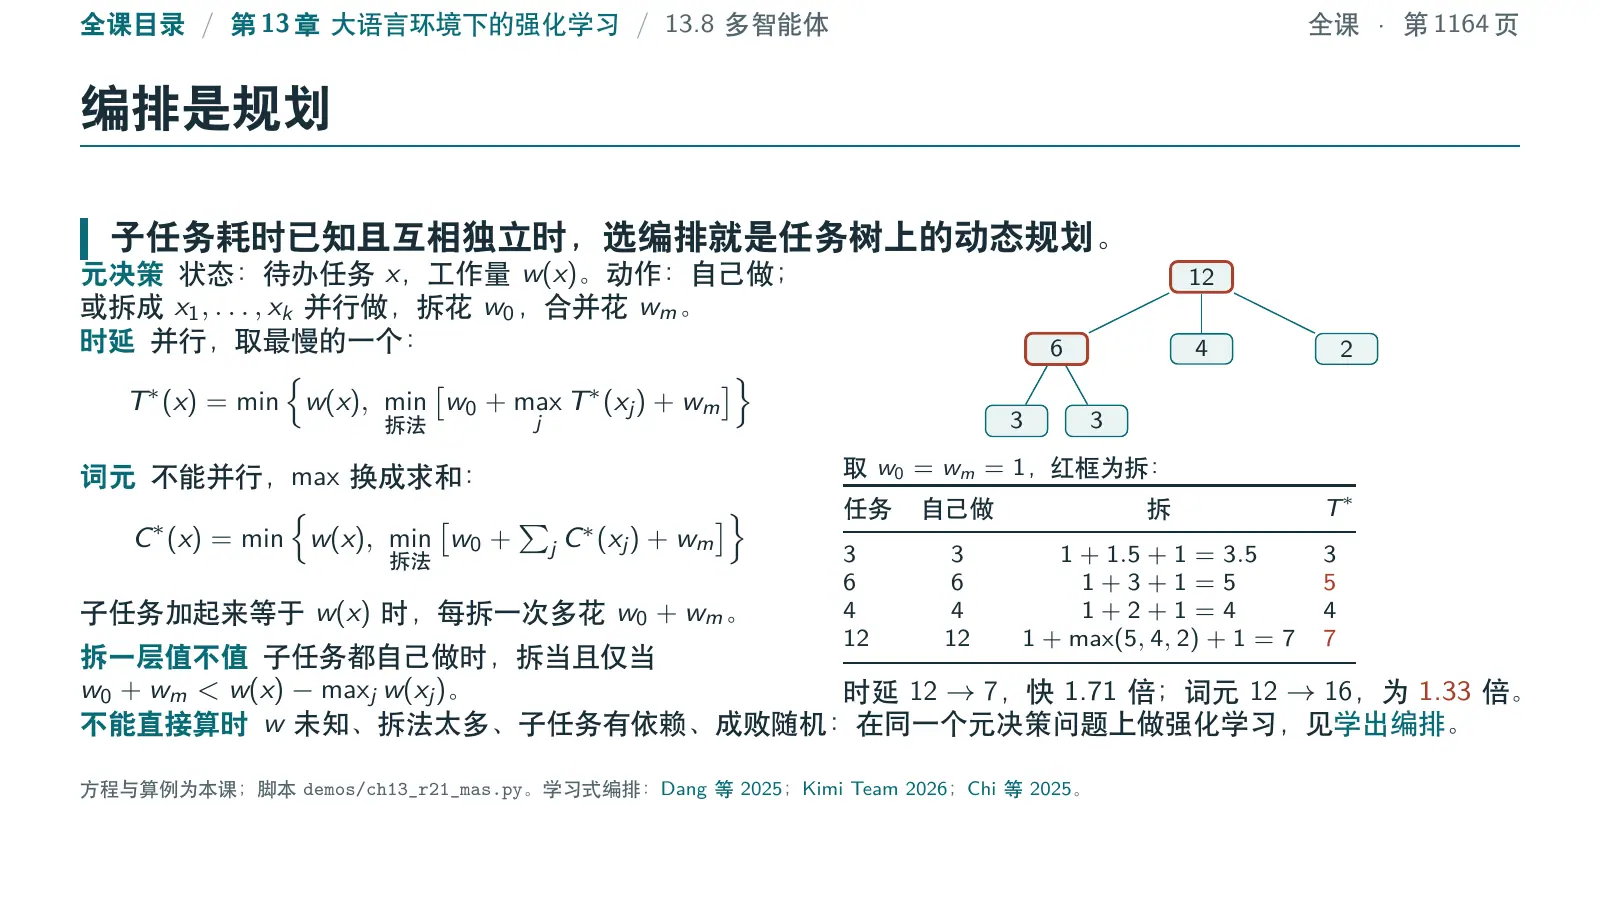 全课目录 / 第 13 章 大语言环境下的强化学习 / 13.8 多智能体
全课 · 第 1164 页
编排是规划
子任务耗时已知且互相独立时，选编排就是任务树上的动态规划。
元决策 状态：待办任务 x，工作量 w(x)。动作：自己做；
或拆成 x₁, . . . , xₖ 并行做，拆花 w₀，合并花 wₘ。
时延 并行，取最慢的一个：
T*(x) = min { w(x), min [w₀ + max T*(xⱼ) + wₘ] }
拆法 j
词元 不能并行，max 换成求和：
C*(x) = min { w(x), min [w₀ + ∑ⱼ C*(xⱼ) + wₘ] }
拆法
子任务加起来等于 w(x) 时，每拆一次多花 w₀ + wₘ。
拆一层值不值 子任务都自己做时，拆当且仅当
w₀ + wₘ < w(x) − maxⱼ w(xⱼ)。
12
6 4 2
3 3
取 w₀ = wₘ = 1，红框为拆：
任务 自己做 拆 T*
3 3 1 + 1.5 + 1 = 3.5 3
6 6 1 + 3 + 1 = 5 5
4 4 1 + 2 + 1 = 4 4
12 12 1 + max(5, 4, 2) + 1 = 7 7
时延 12 → 7，快 1.71 倍；词元 12 → 16，为 1.33 倍。
不能直接算时 w 未知、拆法太多、子任务有依赖、成败随机：在同一个元决策问题上做强化学习，见学出编排。
方程与算例为本课；脚本 demos/ch13_r21_mas.py。学习式编排：Dang 等 2025；Kimi Team 2026；Chi 等 2025。